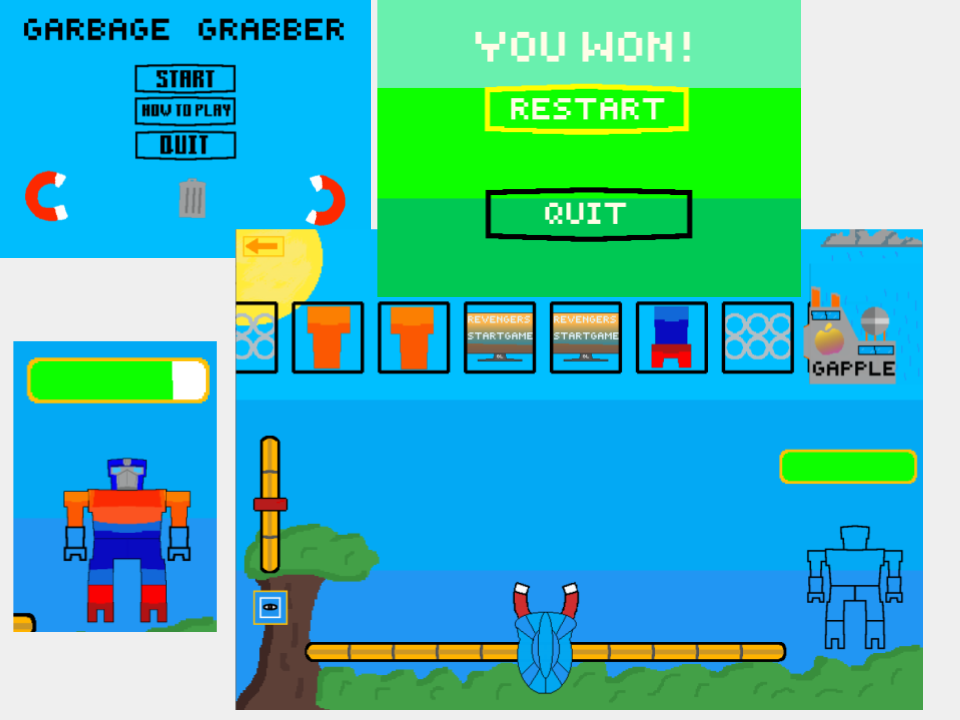 GARBAGE GRABBER
START
HOW TO PLAY
QUIT
YOU WON!
RESTART
QUIT
REVENGERS
STARTGAME
REVENGERS
STARTGAME
GAPPLE